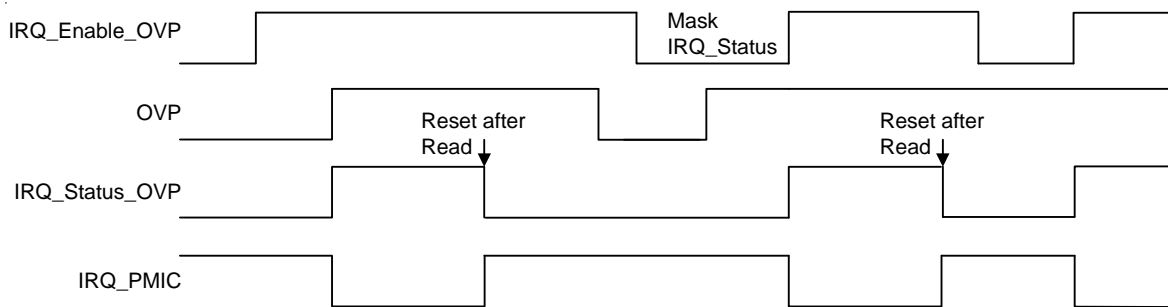 IRQ_Enable_OVP
Mask
IRQ_Status
OVP
Reset after
Read
Reset after
Read
IRQ_Status_OVP
IRQ_PMIC